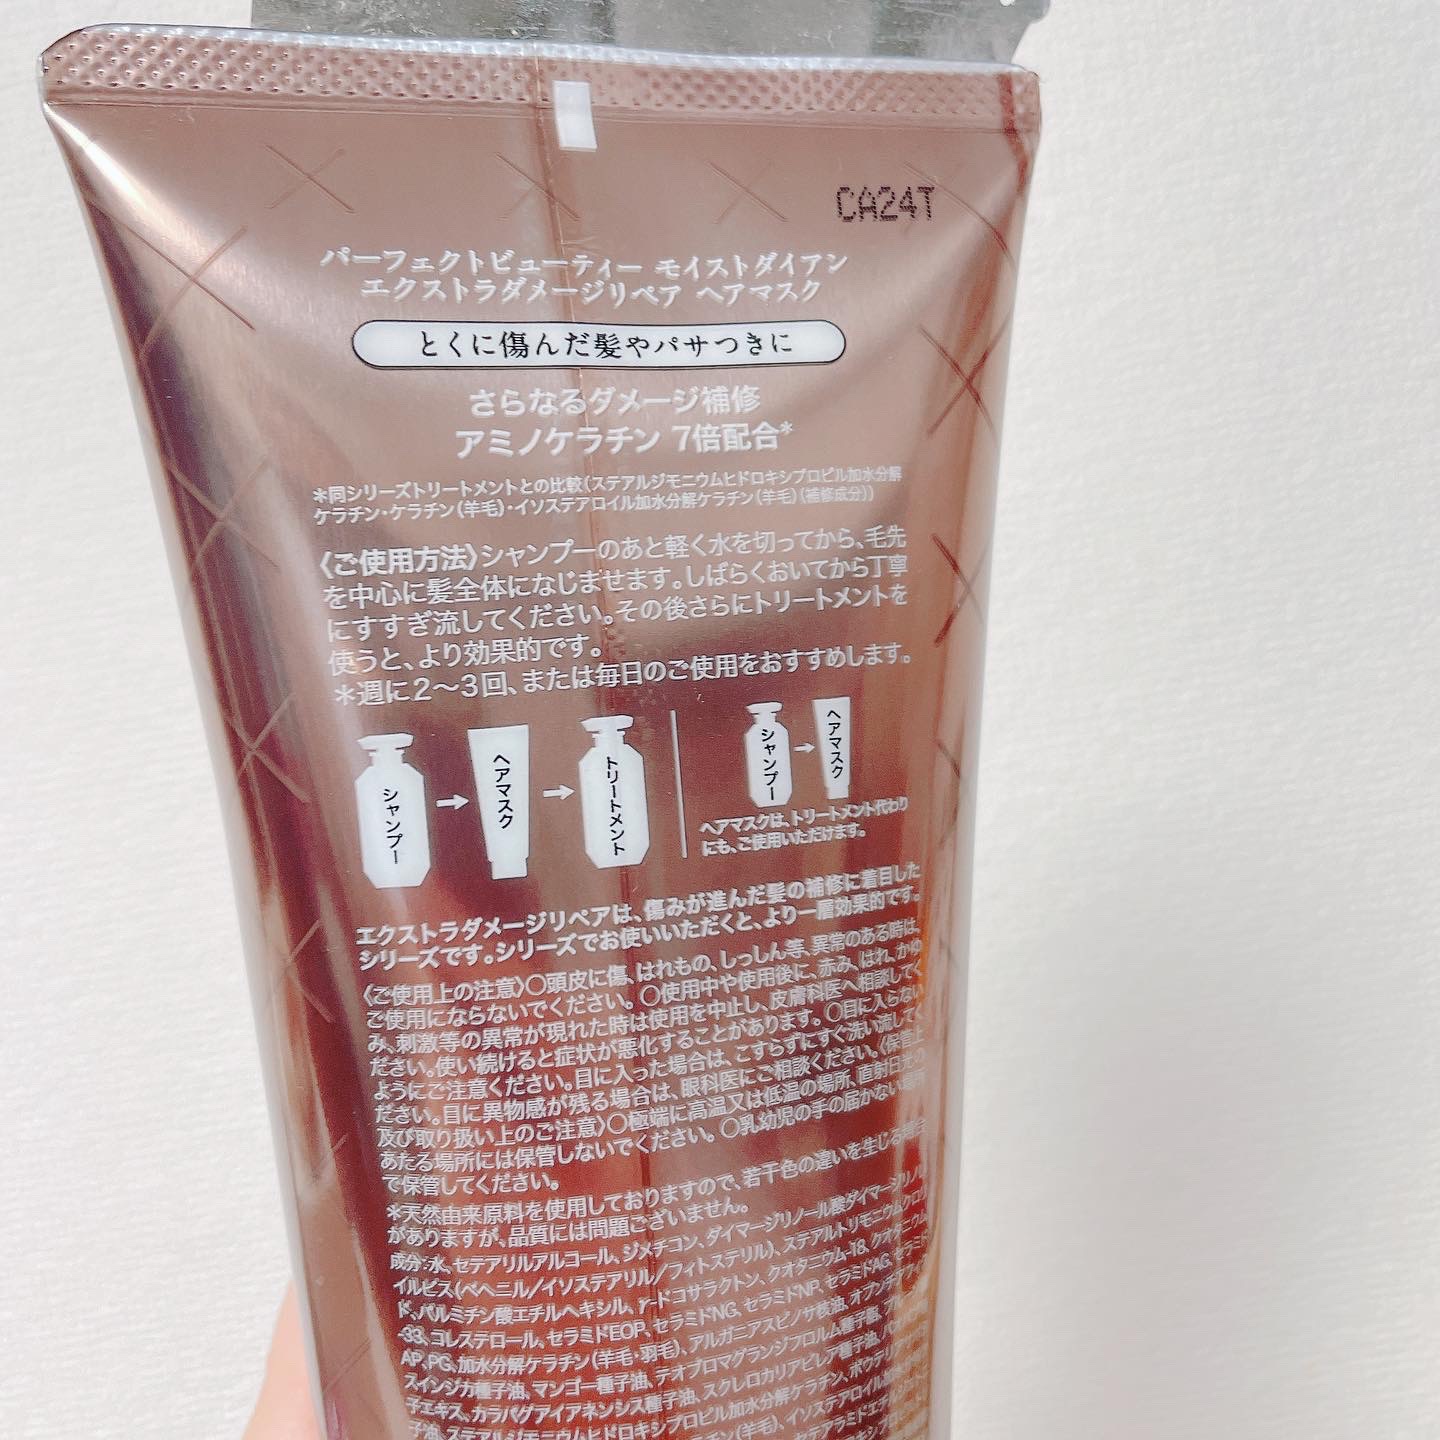 CA24T
パーフェクトビューティー モイストダイアン
エクストラダメージリペア ヘアマスク
とくに傷んだ髪やパサつきに
さらなるダメージ補修
アミノケラチン 7倍配合*
*同シリーズトリートメントとの比較(ステアルジモニウムヒドロキシプロピル加水分解
ケラチン・ケラチン(羊毛)・イソステアロイル加水分解ケラチン(羊毛)(補修成分))
〈ご使用方法〉シャンプーのあと軽く水を切ってから、毛先
を中心に髪全体になじませます。しばらくおいてから丁寧
にすすぎ流してください。その後さらにトリートメントを
使うと、より効果的です。
*週に2〜3回、または毎日のご使用をおすすめします。
シャンプー
ヘアマスク
トリートメント
シャンプー
ヘアマスク
ヘアマスクは、トリートメント代わり
にも、ご使用いただけます。
エクストラダメージリペアは、傷みが進んだ髪の補修に着目した
シリーズです。シリーズでお使いいただくと、より一層効果的です。
〈ご使用上の注意〉○頭皮に傷、はれもの、しっしん等、異常のある時は、
ご使用にならないでください。○使用中や使用後に、赤み、はれ、かゆ
み、刺激等の異常が現れた時は使用を中止し、皮膚科医へ相談してく
ださい。使い続けると症状が悪化することがあります。○目に入らない
ようにご注意ください。目に入った場合は、こすらずにすぐ洗い流してく
ださい。目に異物感が残る場合は、眼科医にご相談ください。〈保管上
及び取り扱い上のご注意〉○極端に高温又は低温の場所、直射日光の
あたる場所には保管しないでください。○乳幼児の手の届かない場所
で保管してください。
*天然由来原料を使用しておりますので、若干色の違いを生じる場合
がありますが、品質には問題ございません。
成分:水、セテアリルアルコール、ジメチコン、ダイマージリノール酸ダイマージリノレ
イルビス(ベヘニル/イソステアリル/フィトステリル)、ステアルトリモニウムクロリ
ド、パルミチン酸エチルヘキシル、γ-ドコサラクトン、クオタニウム-18、クオタニウム
-33、コレステロール、セラミドEOP、セラミドNG、セラミドNP、セラミドAG、セラミド
AP、PG、加水分解ケラチン(羊毛・羽毛)、アルガニアスピノサ核油、オプンチアフィ
スインジカ種子油、マンゴー種子油、テオブロマグランジフロルム種子脂、
子エキス、カラパグアイアネンシス種子油、スクレロカリアビレア種子油、
子油、ステアルジモニウムヒドロキシプロピル加水分解ケラチン、